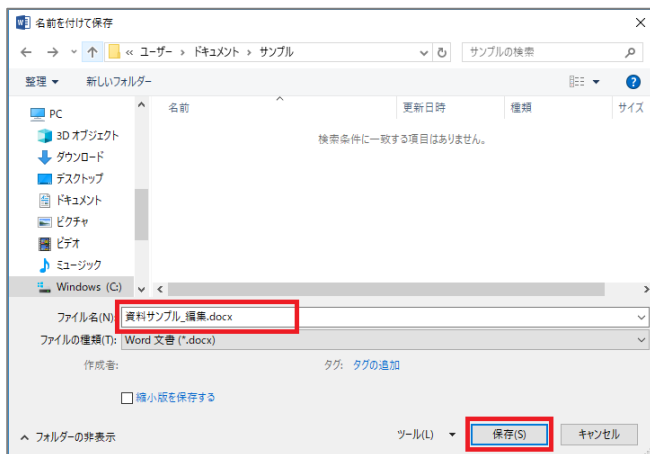 名前を付けて保存
« ユーザー › ドキュメント › サンプル
サンプルの検索
整理 新しいフォルダー
名前 更新日時 種類 サイズ
検索条件に一致する項目はありません。
PC
3D オブジェクト
ダウンロード
デスクトップ
ドキュメント
ピクチャ
ビデオ
ミュージック
Windows (C:)
ファイル名(N): 資料サンプル_編集.docx
ファイルの種類(T): Word 文書 (*.docx)
作成者: タグ: タグの追加
縮小版を保存する
フォルダーの非表示 ツール(L) 保存(S) キャンセル